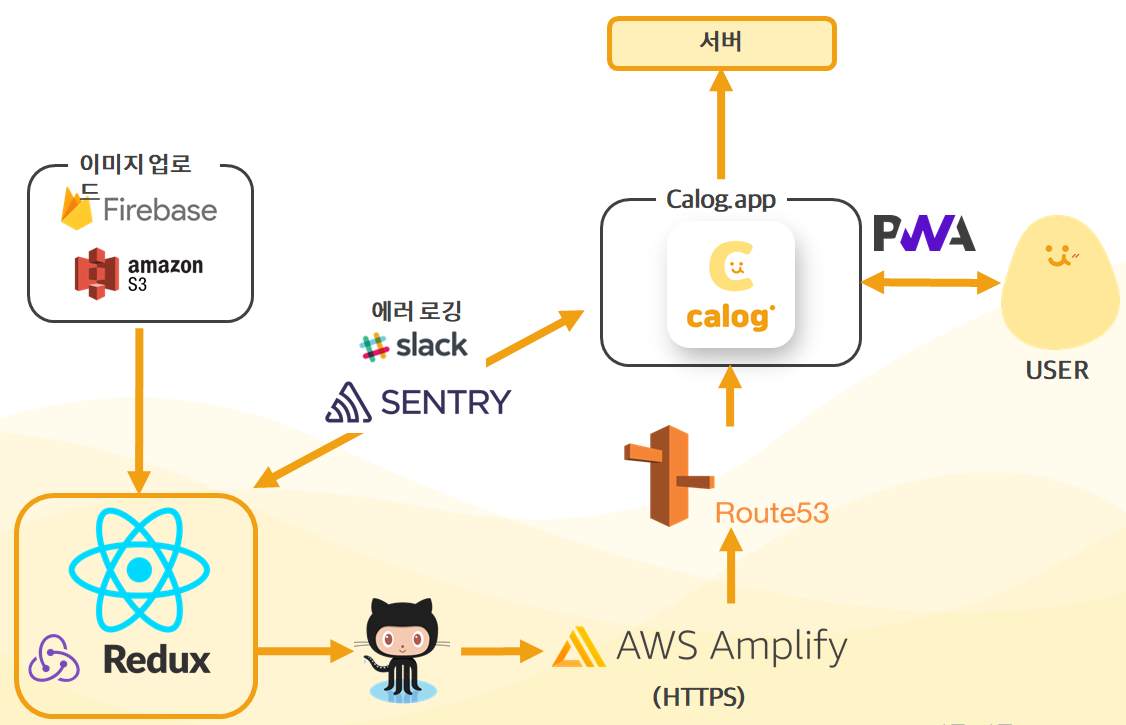 서버
이미지 업로
드
Firebase
amazon
S3
Calog.app
calog
PWA
USER
에러 로깅
slack
SENTRY
Route53
Redux
AWS Amplify
(HTTPS)